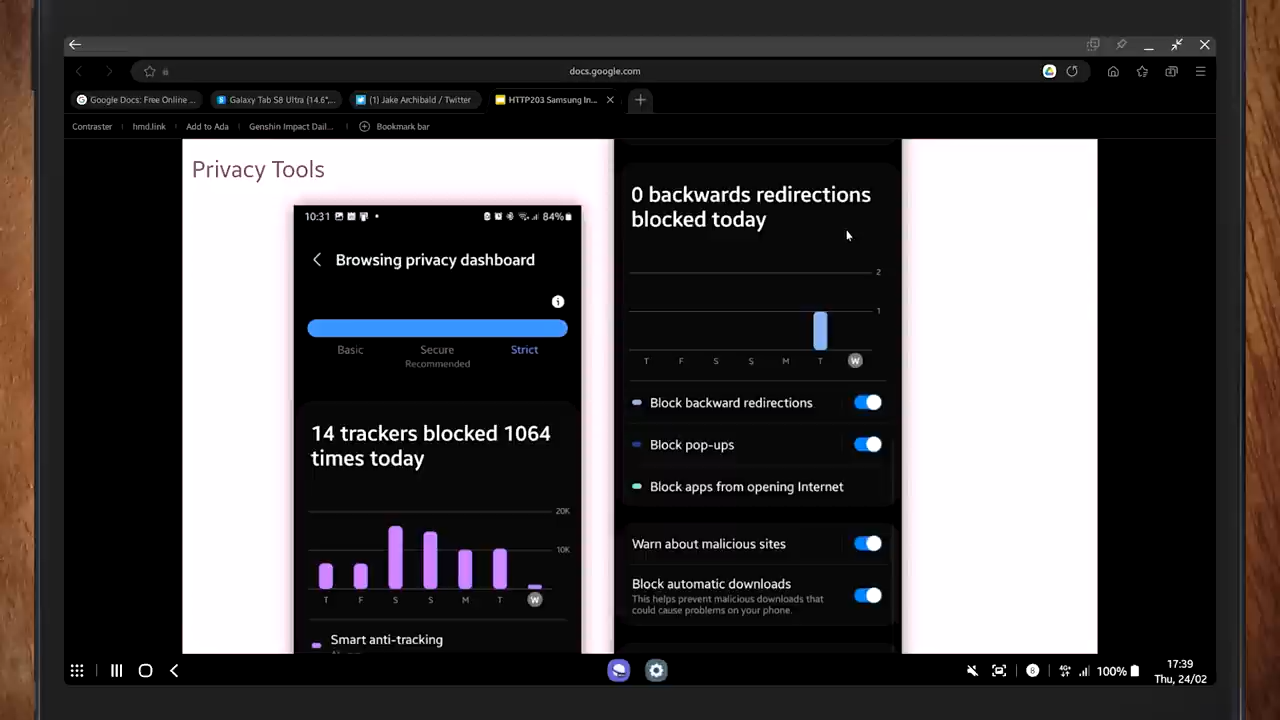 docs.google.com
Google Docs: Free Online ...
Galaxy Tab S8 Ultra (14.6",...
(1) Jake Archibald / Twitter
HTTP203 Samsung In...
Contraster
hmd.link
Add to Ada
Genshin Impact Dail...
Bookmark bar
Privacy Tools
10:31
84%
Browsing privacy dashboard
Basic
Secure
Recommended
Strict
14 trackers blocked 1064
times today
20K
10K
T F S S M T W
Smart anti-tracking
0 backwards redirections
blocked today
2
1
T F S S M T W
Block backward redirections
Block pop-ups
Block apps from opening Internet
Warn about malicious sites
Block automatic downloads
This helps prevent malicious downloads that
could cause problems on your phone.
8
4G
100%
17:39
Thu, 24/02